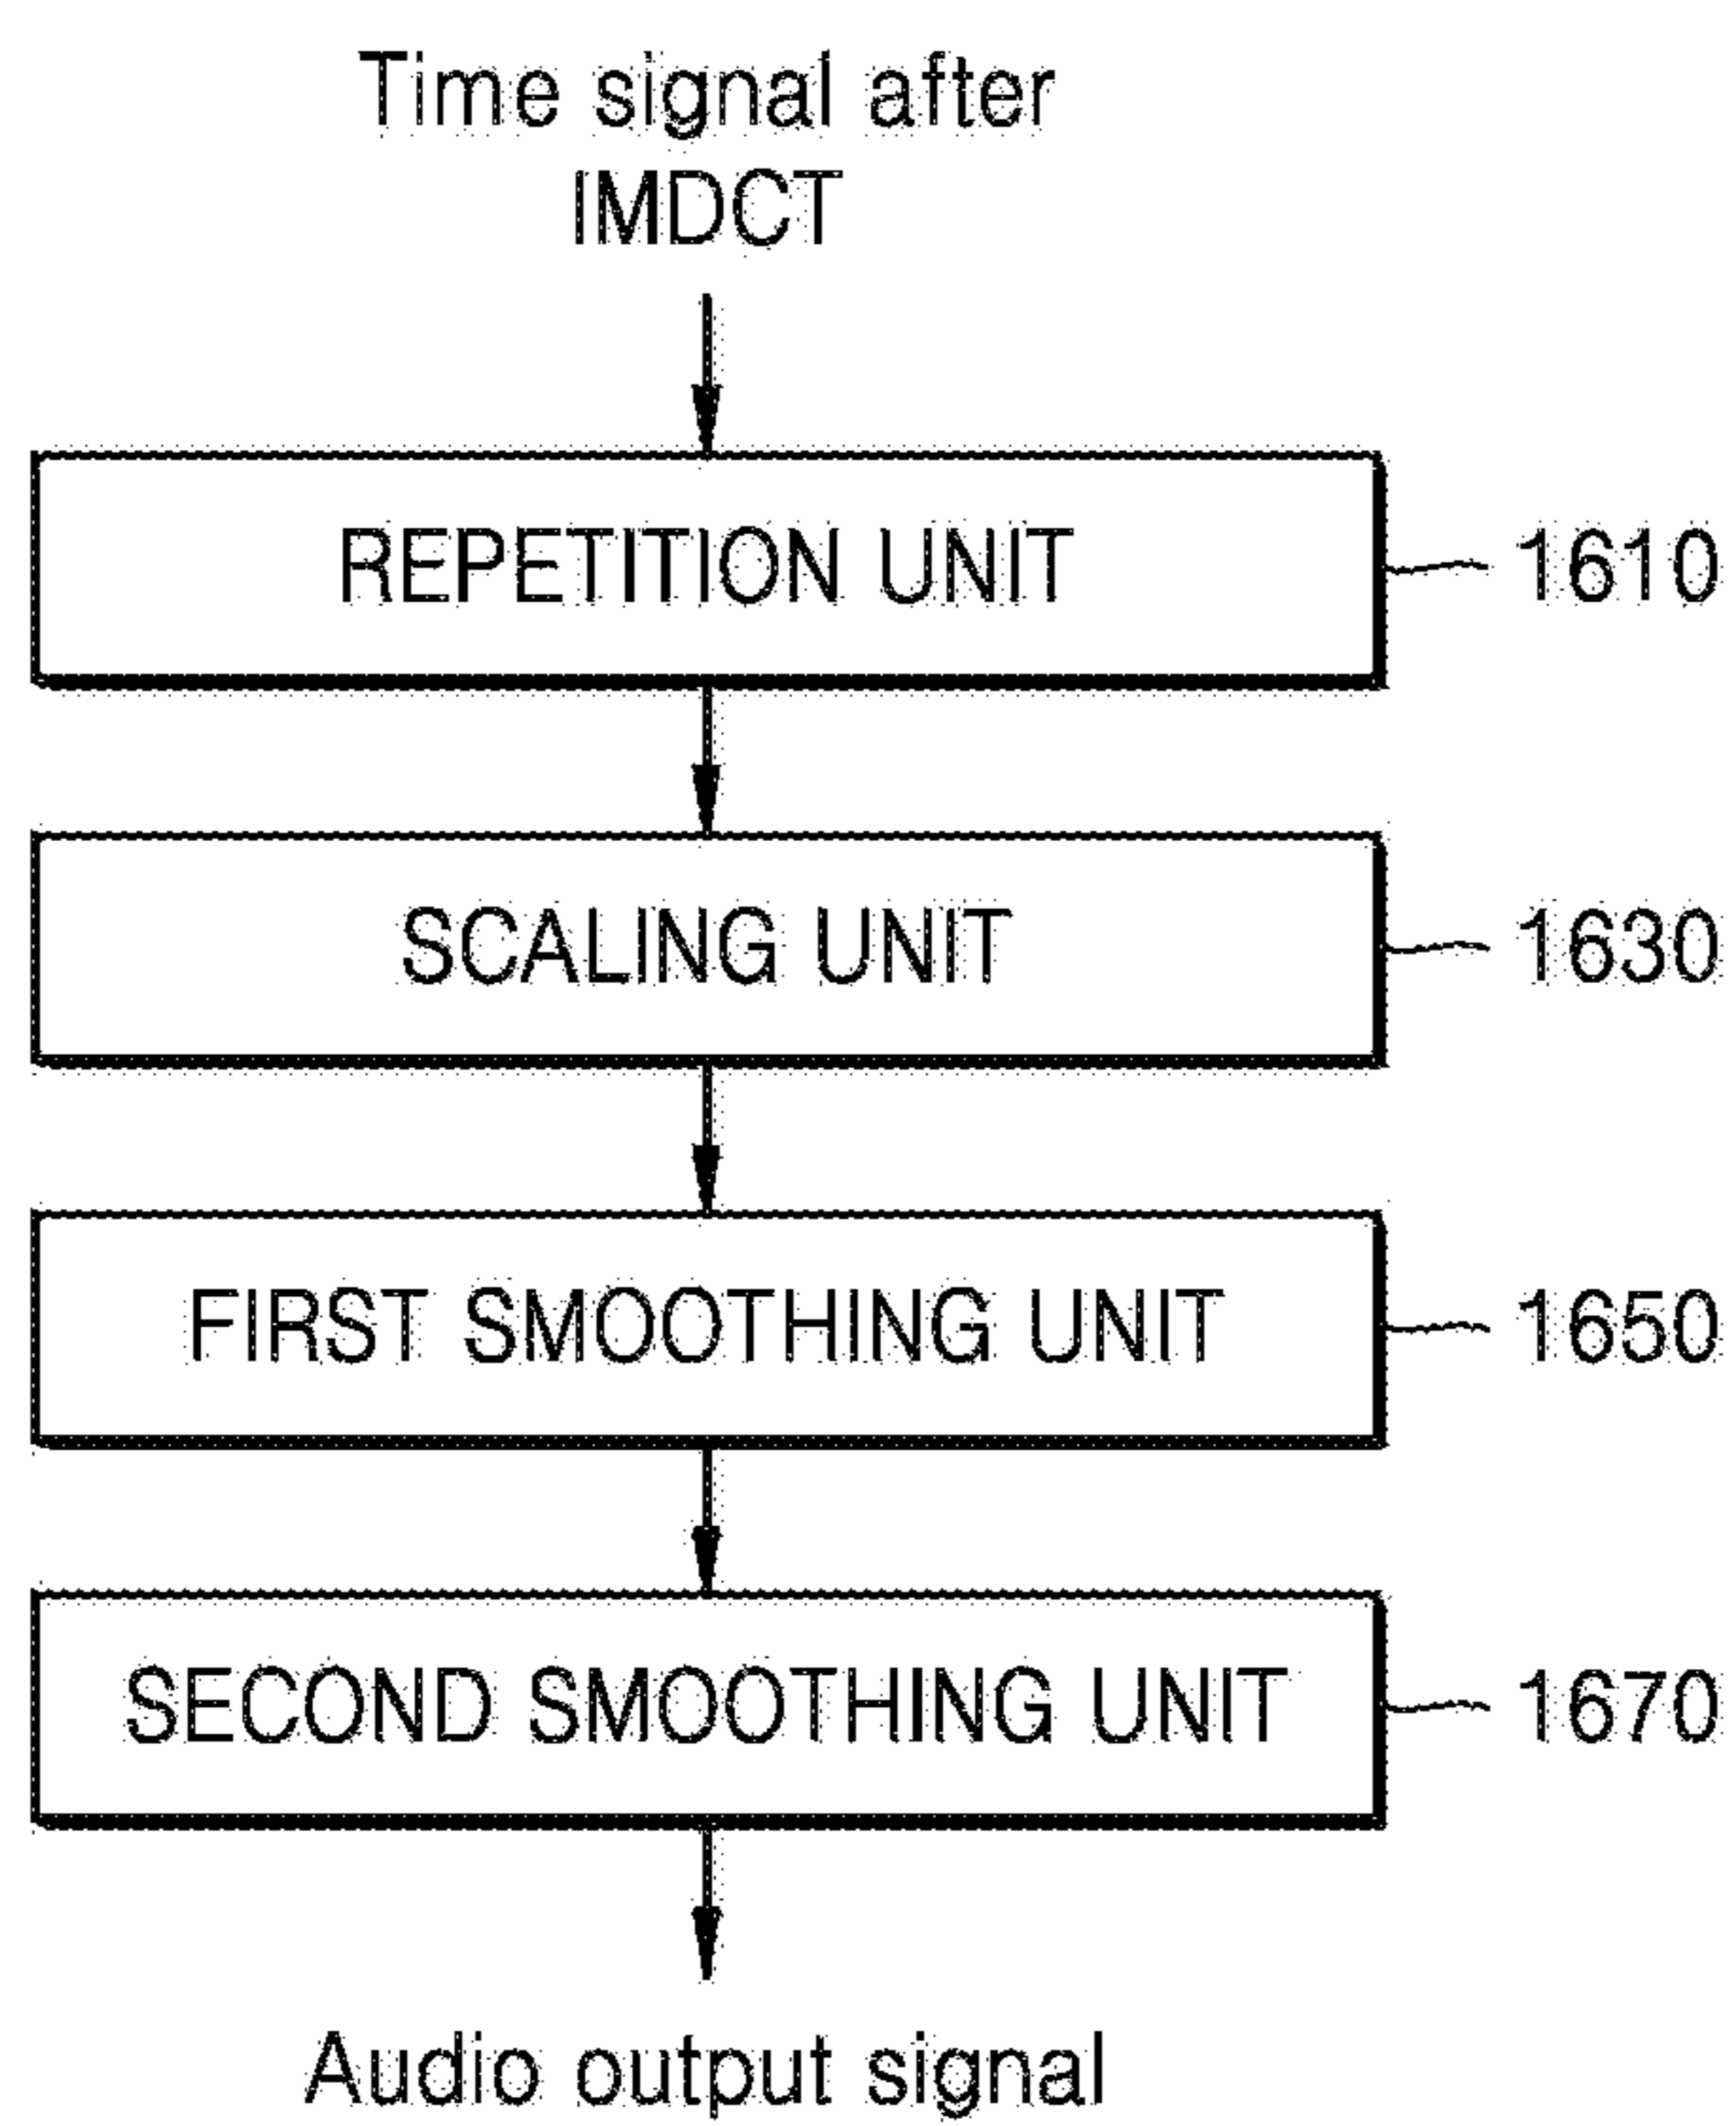 Time signal after
IMDCT
REPETITION UNIT
1610
SCALING UNIT
1630
FIRST SMOOTHING UNIT
1650
SECOND SMOOTHING UNIT
1670
Audio output signal